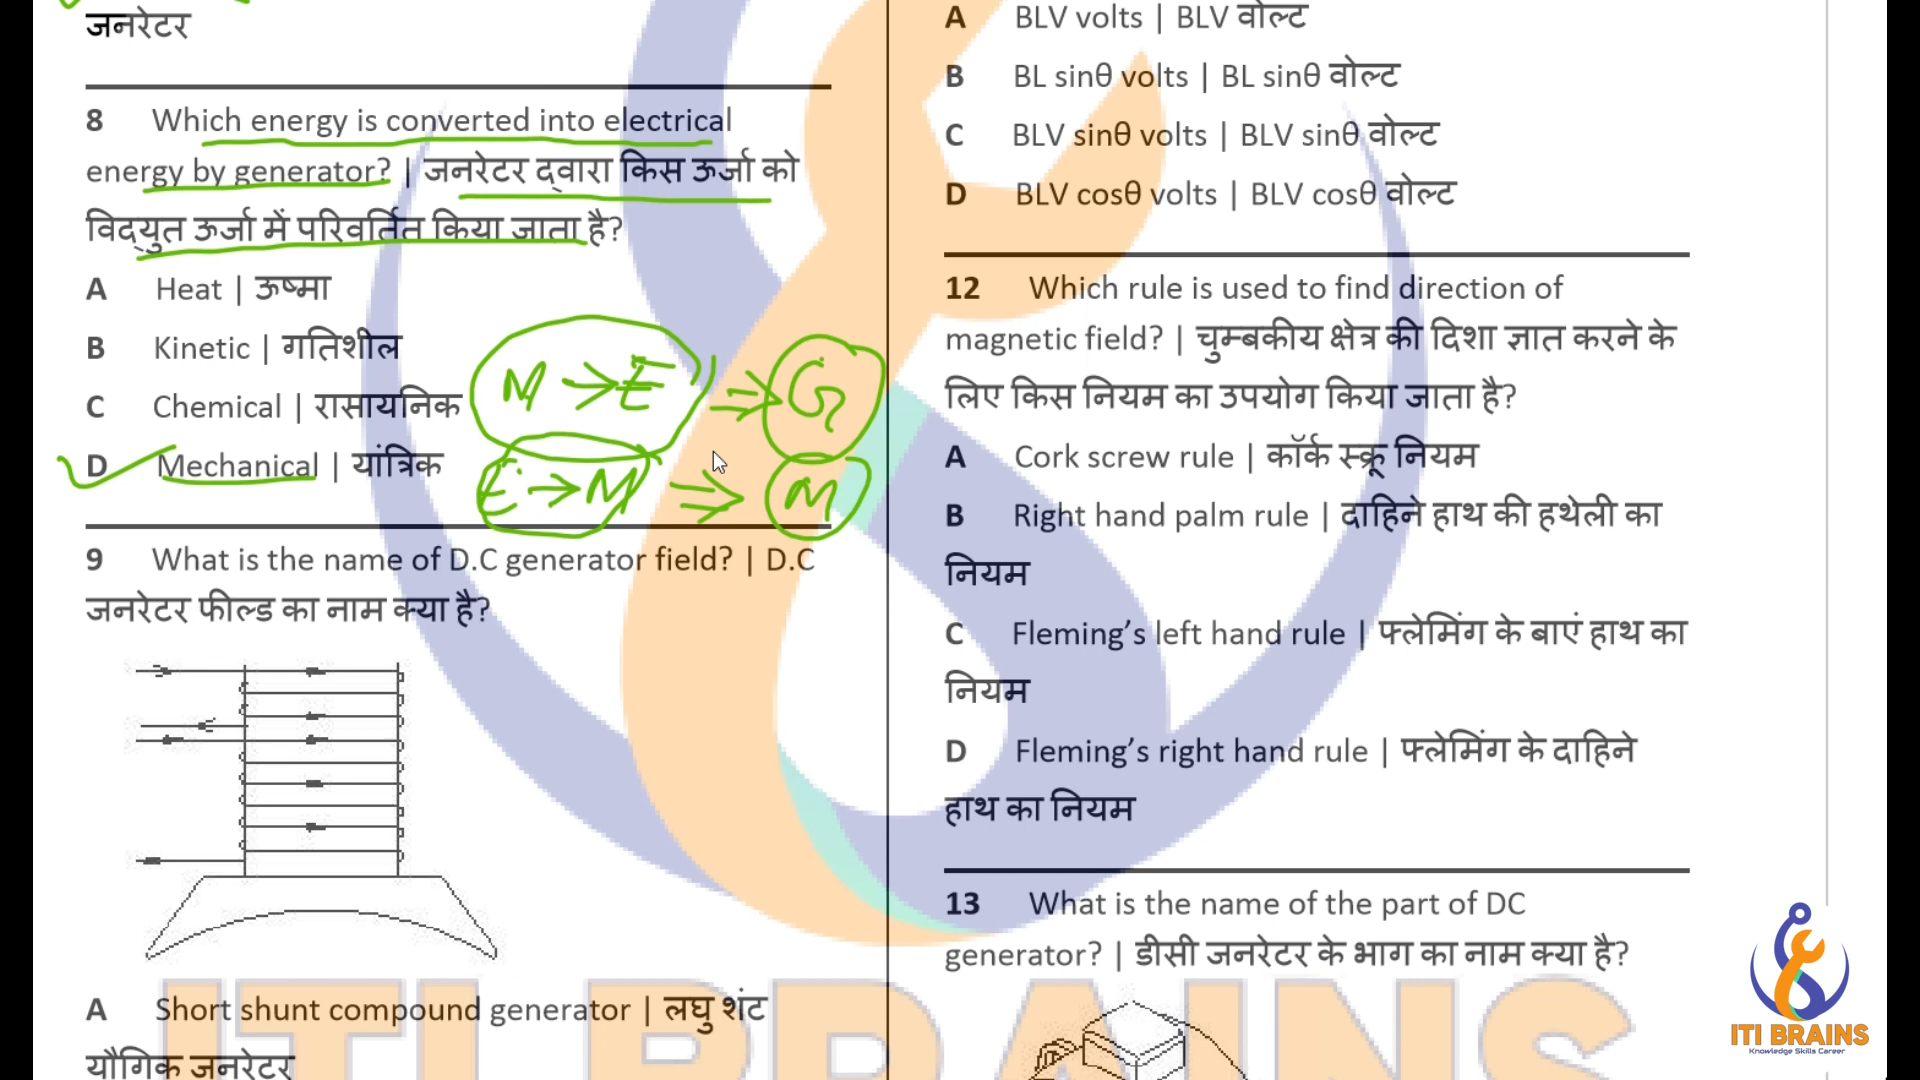 जनरेटर
8 Which energy is converted into electrical
energy by generator? | जनरेटर द्वारा किस ऊर्जा को
विद्युत ऊर्जा में परिवर्तित किया जाता है?
A Heat | ऊष्मा
B Kinetic | गतिशील
C Chemical | रासायनिक
D Mechanical | यांत्रिक
M → E ⇒ G
E → M ⇒ M
9 What is the name of D.C generator field? | D.C
जनरेटर फील्ड का नाम क्या है?
A Short shunt compound generator | लघु शंट
यौगिक जनरेटर
A BLV volts | BLV वोल्ट
B BL sinθ volts | BL sinθ वोल्ट
C BLV sinθ volts | BLV sinθ वोल्ट
D BLV cosθ volts | BLV cosθ वोल्ट
12 Which rule is used to find direction of
magnetic field? | चुम्बकीय क्षेत्र की दिशा ज्ञात करने के
लिए किस नियम का उपयोग किया जाता है?
A Cork screw rule | कॉर्क स्क्रू नियम
B Right hand palm rule | दाहिने हाथ की हथेली का
नियम
C Fleming’s left hand rule | फ्लेमिंग के बाएं हाथ का
नियम
D Fleming’s right hand rule | फ्लेमिंग के दाहिने
हाथ का नियम
13 What is the name of the part of DC
generator? | डीसी जनरेटर के भाग का नाम क्या है?
ITI BRAINS
ITI BRAINS
Knowledge Skills Career